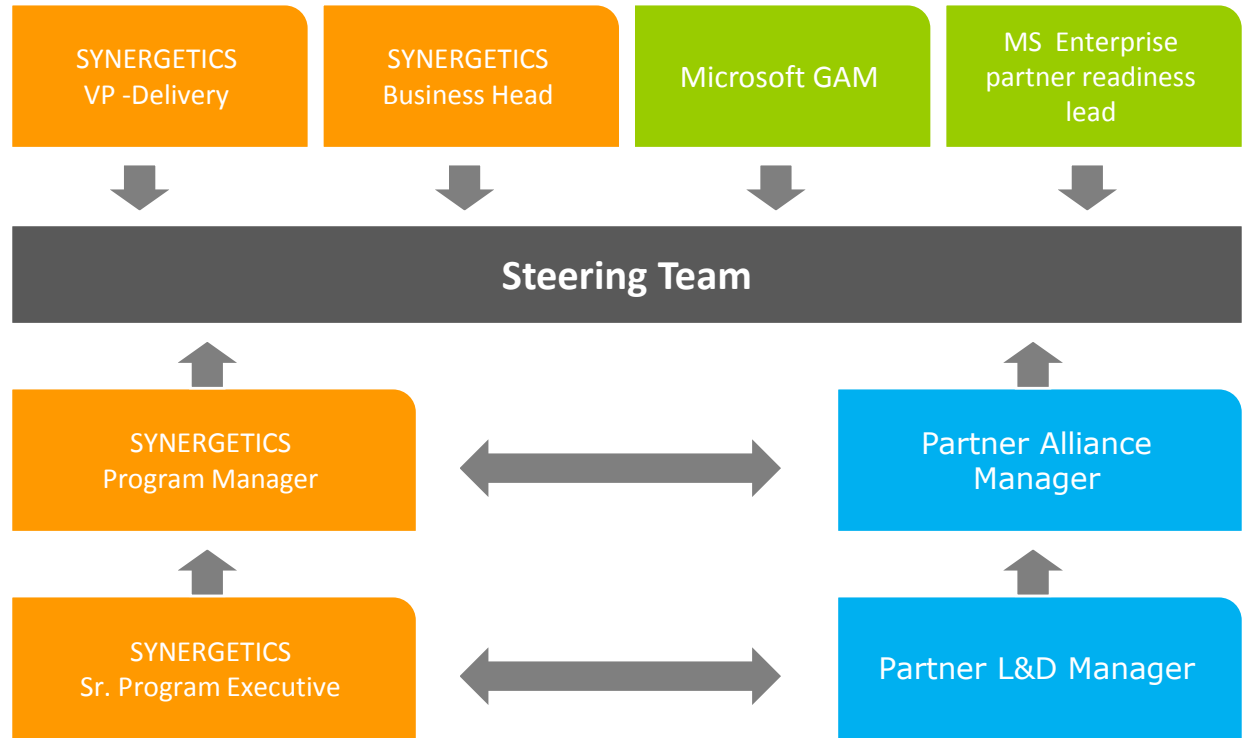 SYNERGETICS
VP -Delivery
SYNERGETICS
Business Head
Microsoft GAM
MS  Enterprise
partner readiness
lead
Steering Team
SYNERGETICS
Program Manager
Partner Alliance
Manager
SYNERGETICS
Sr. Program Executive
Partner L&D Manager